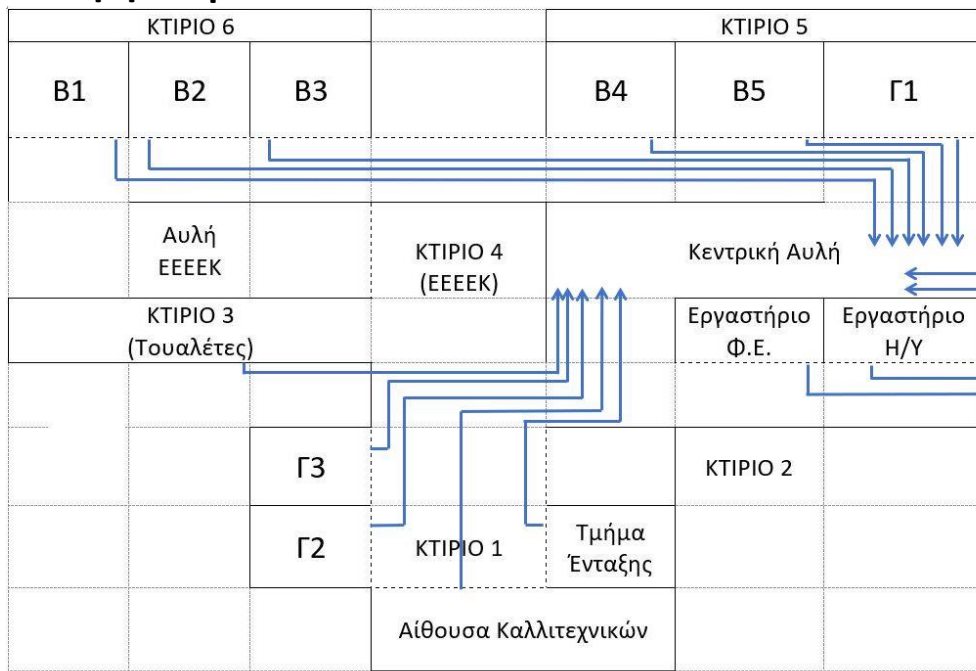 ΚΤΙΡΙΟ 6
ΚΤΙΡΙΟ 5
Β1
Β2
Β3
Β4
Β5
Γ1
Αυλή
ΕΕΕΕΚ
ΚΤΙΡΙΟ 4
(ΕΕΕΕΚ)
Κεντρική Αυλή
ΚΤΙΡΙΟ 3
(Τουαλέτες)
Εργαστήριο
Φ.Ε.
Εργαστήριο
Η/Υ
Γ3
ΚΤΙΡΙΟ 2
Γ2
ΚΤΙΡΙΟ 1
Τμήμα
Ένταξης
Αίθουσα Καλλιτεχνικών